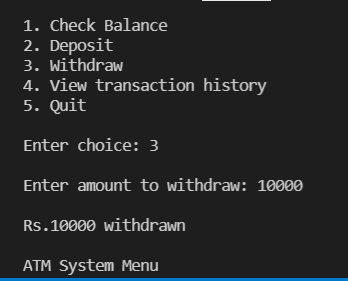 1. Check Balance
2. Deposit
3. Withdraw
4. View transaction history
5. Quit
Enter choice: 3
Enter amount to withdraw: 10000
Rs.10000 withdrawn
ATM System Menu